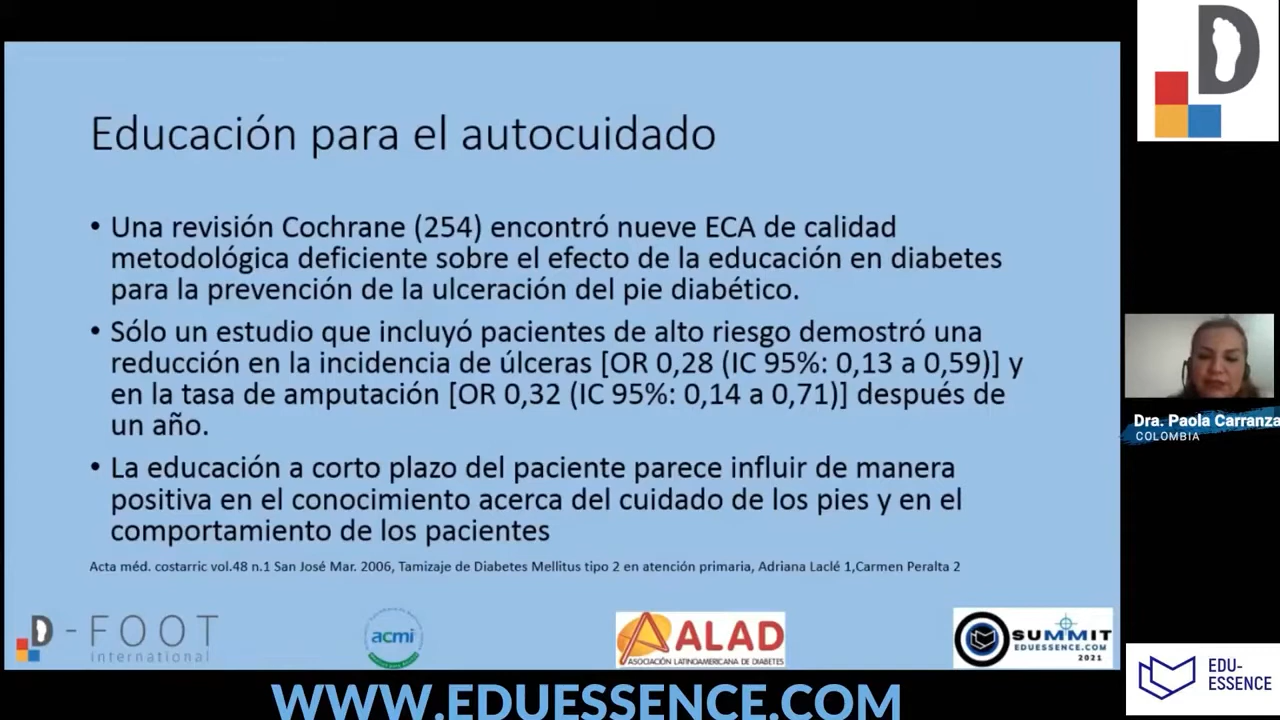 Educación para el autocuidado
• Una revisión Cochrane (254) encontró nueve ECA de calidad
metodológica deficiente sobre el efecto de la educación en diabetes
para la prevención de la ulceración del pie diabético.
• Sólo un estudio que incluyó pacientes de alto riesgo demostró una
reducción en la incidencia de úlceras [OR 0,28 (IC 95%: 0,13 a 0,59)] y
en la tasa de amputación [OR 0,32 (IC 95%: 0,14 a 0,71)] después de
un año.
• La educación a corto plazo del paciente parece influir de manera
positiva en el conocimiento acerca del cuidado de los pies y en el
comportamiento de los pacientes
Acta méd. costarric vol.48 n.1 San José Mar. 2006, Tamizaje de Diabetes Mellitus tipo 2 en atención primaria, Adriana Laclé 1,Carmen Peralta 2
D - FOOT
international
acmi
ALAD
ASOCIACIÓN LATINOAMERICANA DE DIABETES
SUMMIT
EDUESSENCE.COM
2021
D
Dra. Paola Carranza
COLOMBIA
EDU-
ESSENCE
WWW.EDUESSENCE.COM